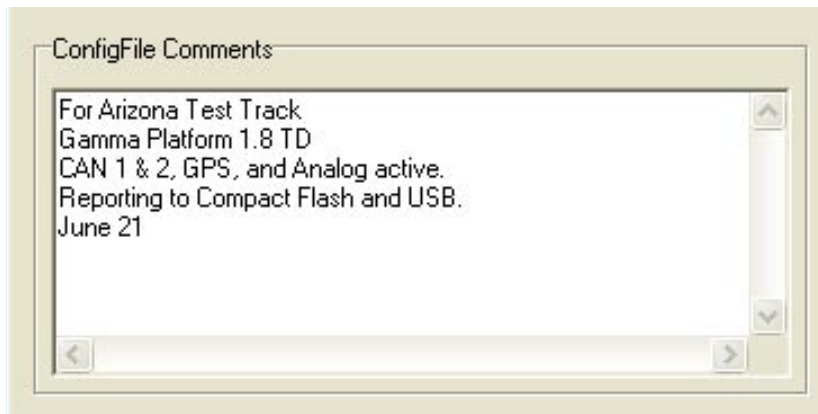 ConfigFile Comments
For Arizona Test Track
Gamma Platform 1.8 TD
CAN 1 & 2, GPS, and Analog active.
Reporting to Compact Flash and USB.
June 21